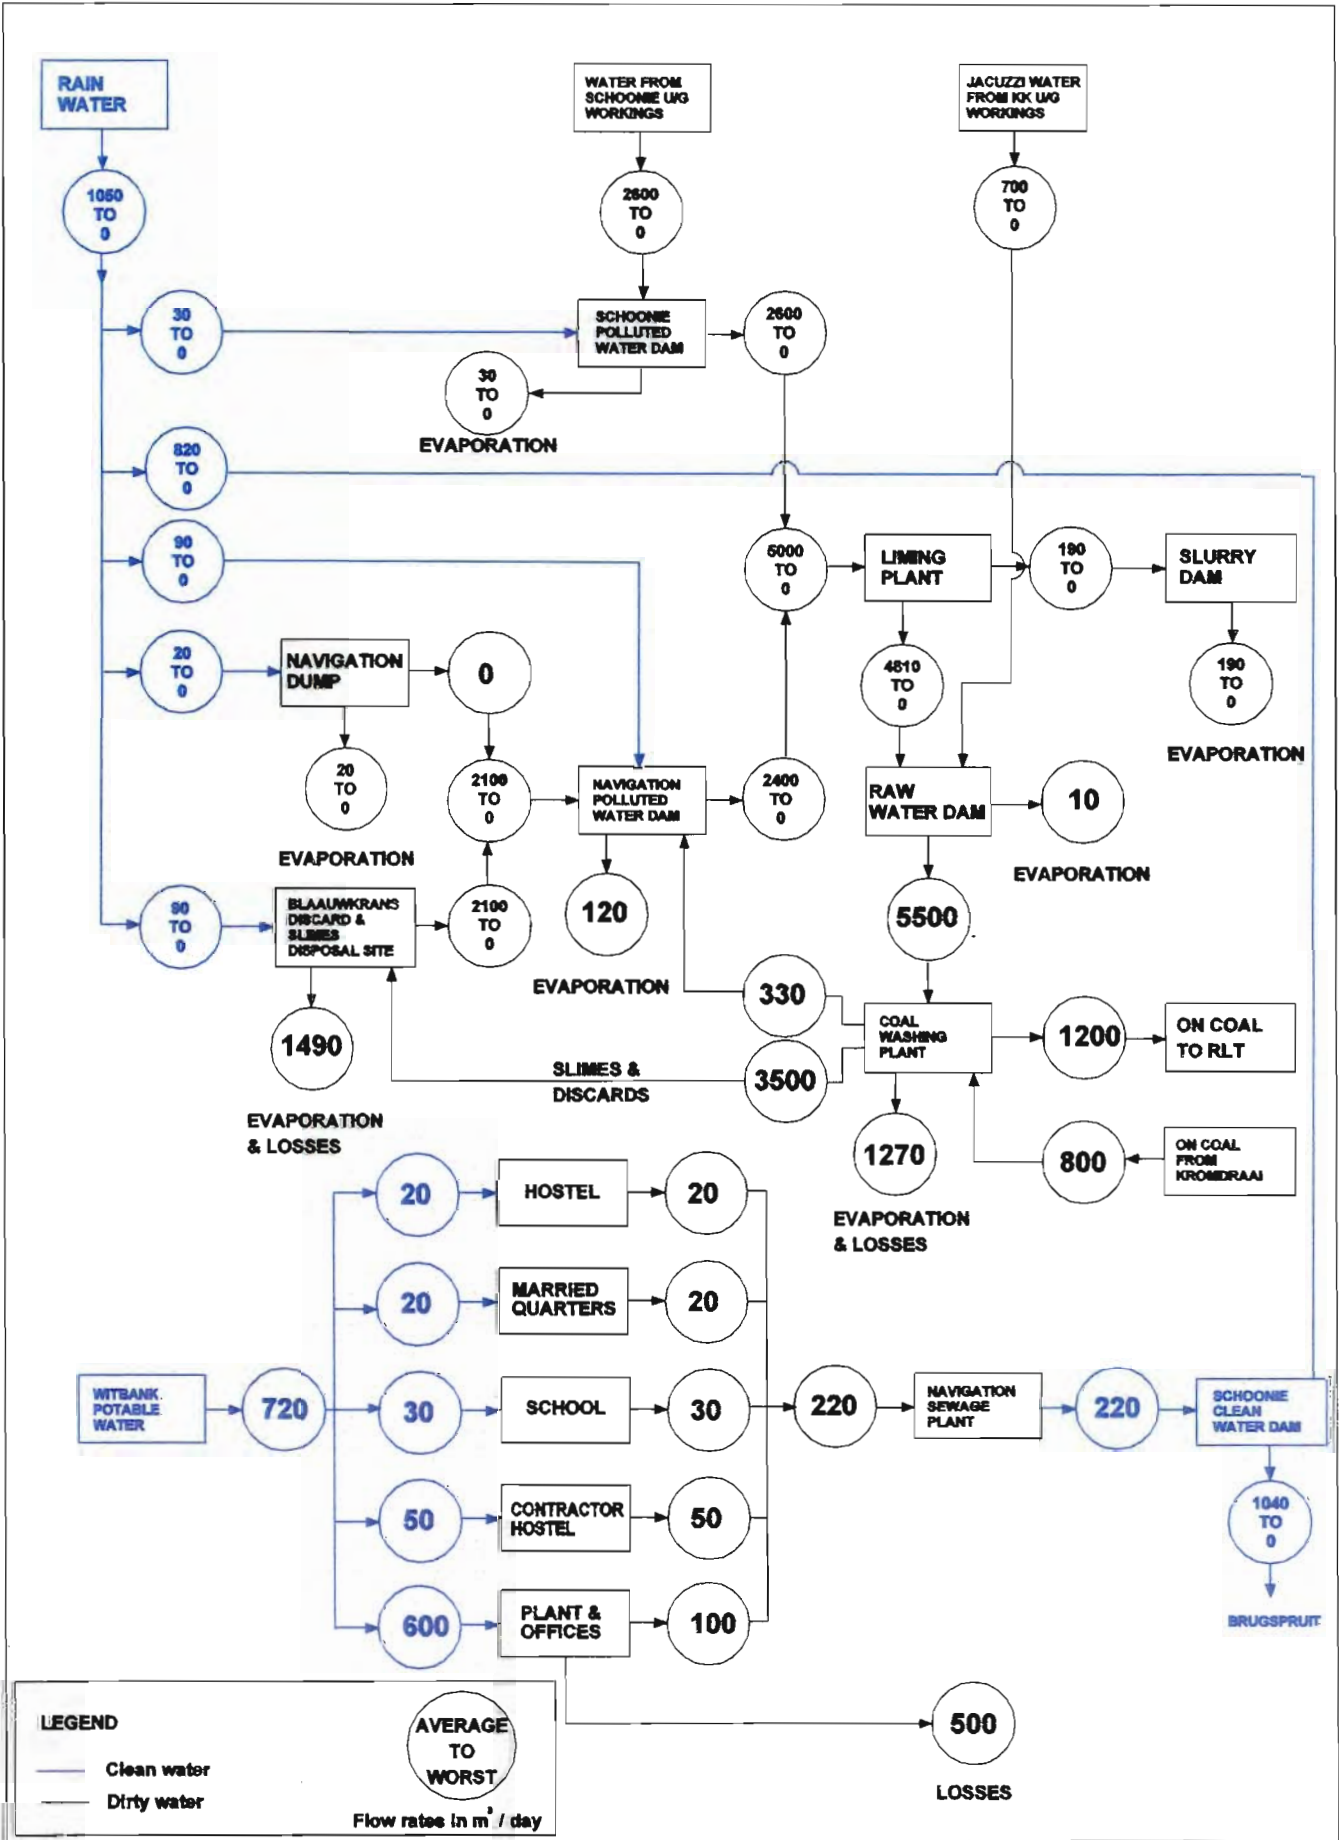 RAIN
WATER
WATER FROM
SCHOONIE U/G
WORKINGS
JACUZZI WATER
FROM KK U/G
WORKINGS
1050
TO
0
2600
TO
0
700
TO
0
30
TO
0
SCHOONIE
POLLUTED
WATER DAM
2600
TO
0
30
TO
0
EVAPORATION
820
TO
0
90
TO
0
5000
TO
0
LIMING
PLANT
190
TO
0
SLURRY
DAM
20
TO
0
NAVIGATION
DUMP
0
4810
TO
0
190
TO
0
EVAPORATION
20
TO
0
EVAPORATION
2100
TO
0
NAVIGATION
POLLUTED
WATER DAM
2400
TO
0
RAW
WATER DAM
10
EVAPORATION
90
TO
0
BLAAUWKRANS
DISCARD &
SLIMES
DISPOSAL SITE
2100
TO
0
120
EVAPORATION
5500
330
COAL
WASHING
PLANT
1200
ON COAL
TO RLT
1490
EVAPORATION
& LOSSES
SLIMES &
DISCARDS
3500
1270
EVAPORATION
& LOSSES
800
ON COAL
FROM
KROMDRAAI
20
HOSTEL
20
20
MARRIED
QUARTERS
20
WITBANK
POTABLE
WATER
720
30
SCHOOL
30
220
NAVIGATION
SEWAGE
PLANT
220
SCHOONIE
CLEAN
WATER DAM
50
CONTRACTOR
HOSTEL
50
1040
TO
0
BRUGSPRUIT
600
PLANT &
OFFICES
100
500
LOSSES
LEGEND
Clean water
Dirty water
AVERAGE
TO
WORST
Flow rates in m³ / day